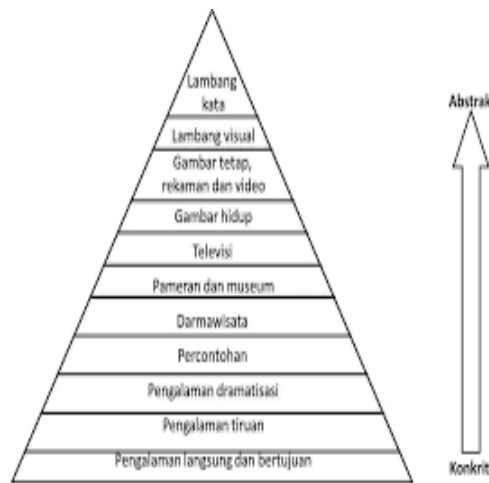 Lambang
kata
Lambang visual
Gambar tetap,
rekaman dan video
Gambar hidup
Televisi
Pameran dan museum
Darmawisata
Percontohan
Pengalaman dramatisasi
Pengalaman tiruan
Pengalaman langsung dan bertujuan
Abstrak
Konkrit